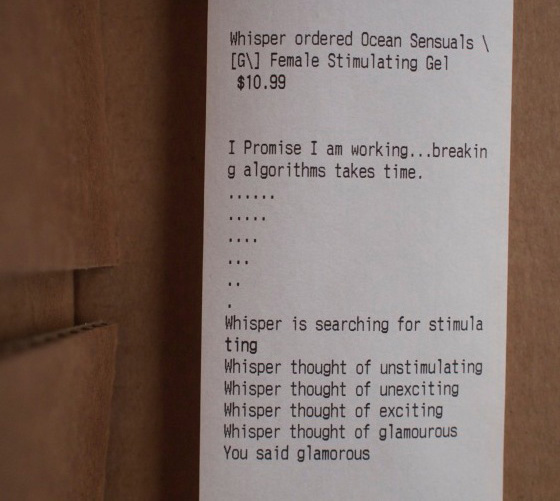 Whisper ordered Ocean Sensuals \
[G\] Female Stimulating Gel
$10.99
I Promise I am working...breakin
g algorithms takes time.
......
.....
....
...
..
.
Whisper is searching for stimula
ting
Whisper thought of unstimulating
Whisper thought of unexciting
Whisper thought of exciting
Whisper thought of glamourous
You said glamorous